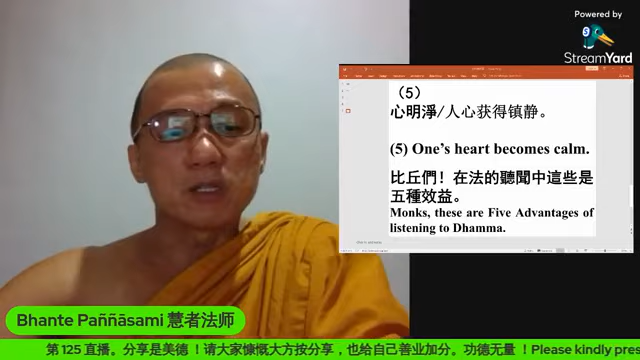 Powered by
StreamYard
（5）
心明淨/人心获得镇静。
(5) One's heart becomes calm.
比丘們！在法的聽聞中這些是
五種效益。
Monks, these are Five Advantages of
listening to Dhamma.
Bhante Paññāsami 慧者法师
第125直播。分享是美德 ！请大家慷慨大方按分享，也给自己善业加分。功德无量 ！Please kindly pres